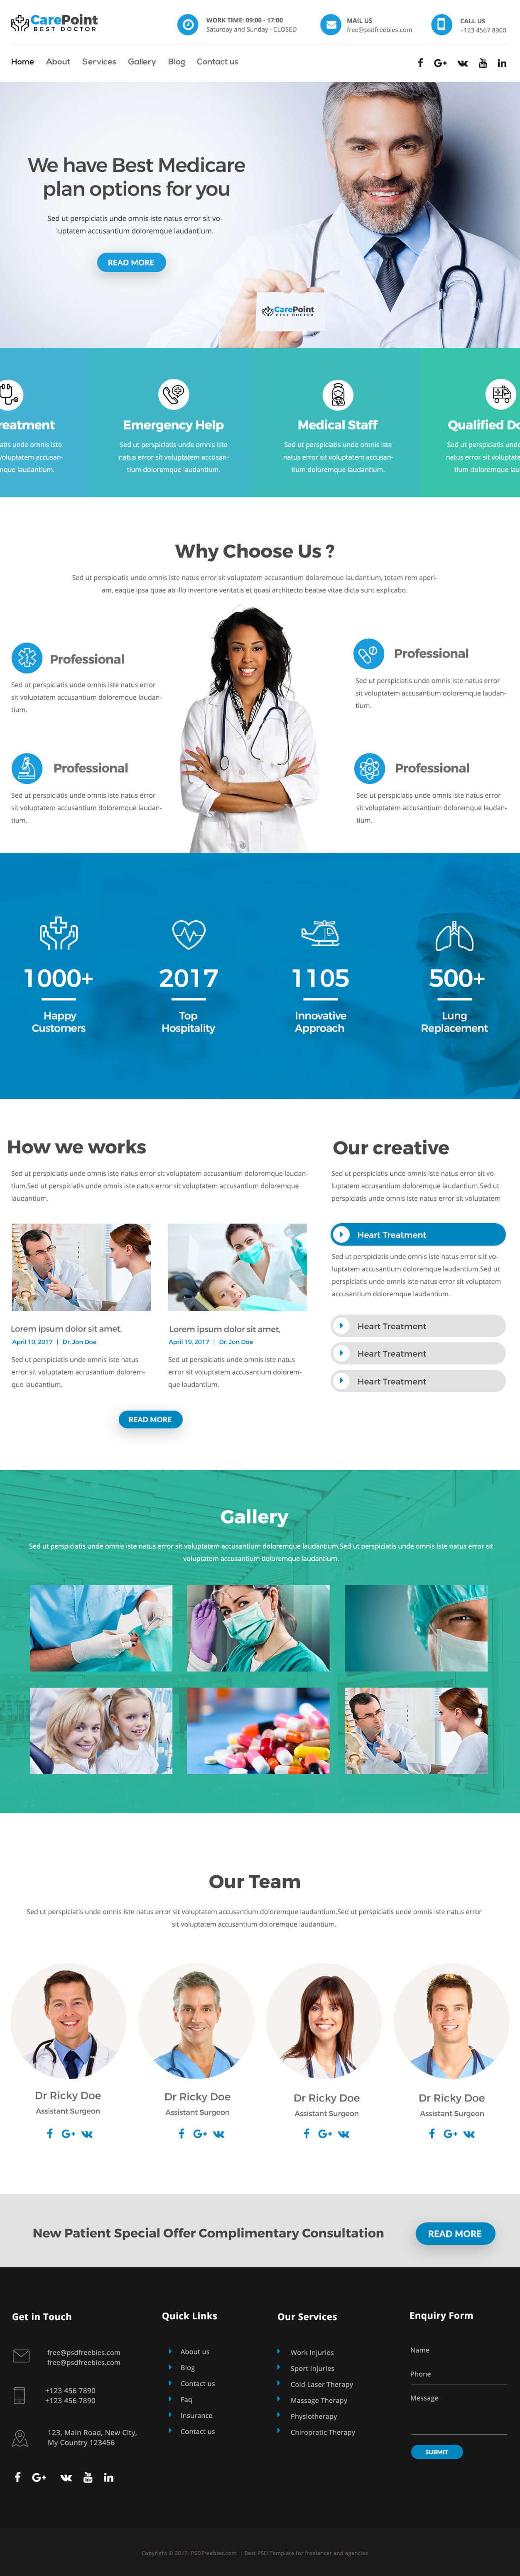 CarePoint
BEST DOCTOR
WORK TIME: 09:00 - 17:00
Saturday and Sunday - CLOSED
MAIL US
free@psdfreebies.com
CALL US
+123 4567 8900
Home About Services Gallery Blog Contact us
We have Best Medicare
plan options for you
Sed ut perspiciatis unde omnis iste natus error sit vo-
luptatem accusantium doloremque laudantium.
READ MORE
CarePoint
BEST DOCTOR
reatment
atis unde omnis iste
voluptatem accusan-
mque laudantium.
Emergency Help
Sed ut perspiciatis unde omnis iste
natus error sit voluptatem accusan-
tium doloremque laudantium.
Medical Staff
Sed ut perspiciatis unde omnis iste
natus error sit voluptatem accusan-
tium doloremque laudantium.
Qualified Do
Sed ut perspiciatis unde
natus error sit voluptate
tium doloremque lau
Why Choose Us ?
Sed ut perspiciatis unde omnis iste natus error sit voluptatem accusantium doloremque laudantium, totam rem aperi-
am, eaque ipsa quae ab illo inventore veritatis et quasi architecto beatae vitae dicta sunt explicabo.
Professional
Sed ut perspiciatis unde omnis iste natus error
sit voluptatem accusantium doloremque laudan-
tium.
Professional
Sed ut perspiciatis unde omnis iste natus error
sit voluptatem accusantium doloremque laudan-
tium.
Professional
Sed ut perspiciatis unde omnis iste natus error
sit voluptatem accusantium doloremque laudan-
tium.
Professional
Sed ut perspiciatis unde omnis iste natus error
sit voluptatem accusantium doloremque laudan-
tium.
1000+
Happy
Customers
2017
Top
Hospitality
1105
Innovative
Approach
500+
Lung
Replacement
How we works
Sed ut perspiciatis unde omnis iste natus error sit voluptatem accusantium doloremque laudan-
tium.Sed ut perspiciatis unde omnis iste natus error sit voluptatem accusantium doloremque
laudantium.
Lorem ipsum dolor sit amet,
April 19, 2017 | Dr. Jon Doe
Sed ut perspiciatis unde omnis iste natus
error sit voluptatem accusantium dolorem-
que laudantium.
Lorem ipsum dolor sit amet,
April 19, 2017 | Dr. Jon Doe
Sed ut perspiciatis unde omnis iste natus
error sit voluptatem accusantium dolorem-
que laudantium.
READ MORE
Our creative
Sed ut perspiciatis unde omnis iste natus error sit vo-
luptatem accusantium doloremque laudantium.Sed ut
perspiciatis unde omnis iste natus error sit voluptatem
Heart Treatment
Sed ut perspiciatis unde omnis iste natus error s.it vo-
luptatem accusantium doloremque laudantium.Sed ut
perspiciatis unde omnis iste natus error sit voluptatem
accusantium doloremque laudantium.
Heart Treatment
Heart Treatment
Heart Treatment
Gallery
Sed ut perspiciatis unde omnis iste natus error sit voluptatem accusantium doloremque laudantium.Sed ut perspiciatis unde omnis iste natus error sit
voluptatem accusantium doloremque laudantium.
Our Team
Sed ut perspiciatis unde omnis iste natus error sit voluptatem accusantium doloremque laudantium.Sed ut perspiciatis unde omnis iste natus error
sit voluptatem accusantium doloremque laudantium.
Dr Ricky Doe
Assistant Surgeon
Dr Ricky Doe
Assistant Surgeon
Dr Ricky Doe
Assistant Surgeon
Dr Ricky Doe
Assistant Surgeon
New Patient Special Offer Complimentary Consultation
READ MORE
Get in Touch
free@psdfreebies.com
free@psdfreebies.com
+123 456 7890
+123 456 7890
123, Main Road, New City,
My Country 123456
Quick Links
About us
Blog
Contact us
Faq
Insurance
Contact us
Our Services
Work Injuries
Sport Injuries
Cold Laser Therapy
Massage Therapy
Physiotherapy
Chiropratic Therapy
Enquiry Form
Name
Phone
Message
SUBMIT
Copyright © 2017. PSDFreebies.com | Best PSD Template for freelancer and agencies